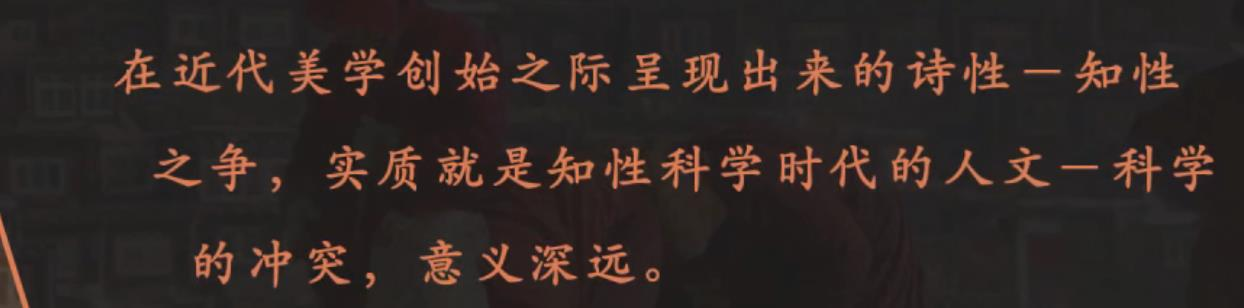 在近代美学创始之际呈现出来的诗性－知性
之争，实质就是知性科学时代的人文－科学
的冲突，意义深远。